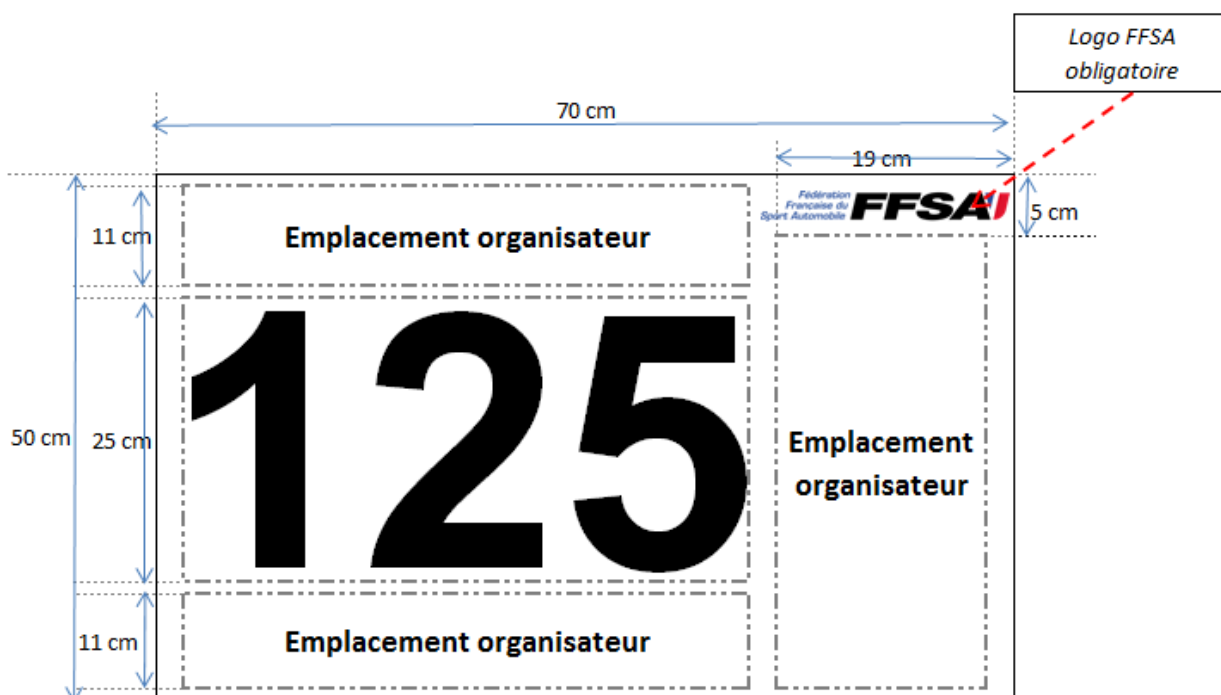 Logo FFSA
obligatoire
70 cm
19 cm
Fédération
Française du
Sport Automobile
FFSA
5 cm
11 cm
Emplacement organisateur
50 cm
25 cm
125
Emplacement
organisateur
11 cm
Emplacement organisateur